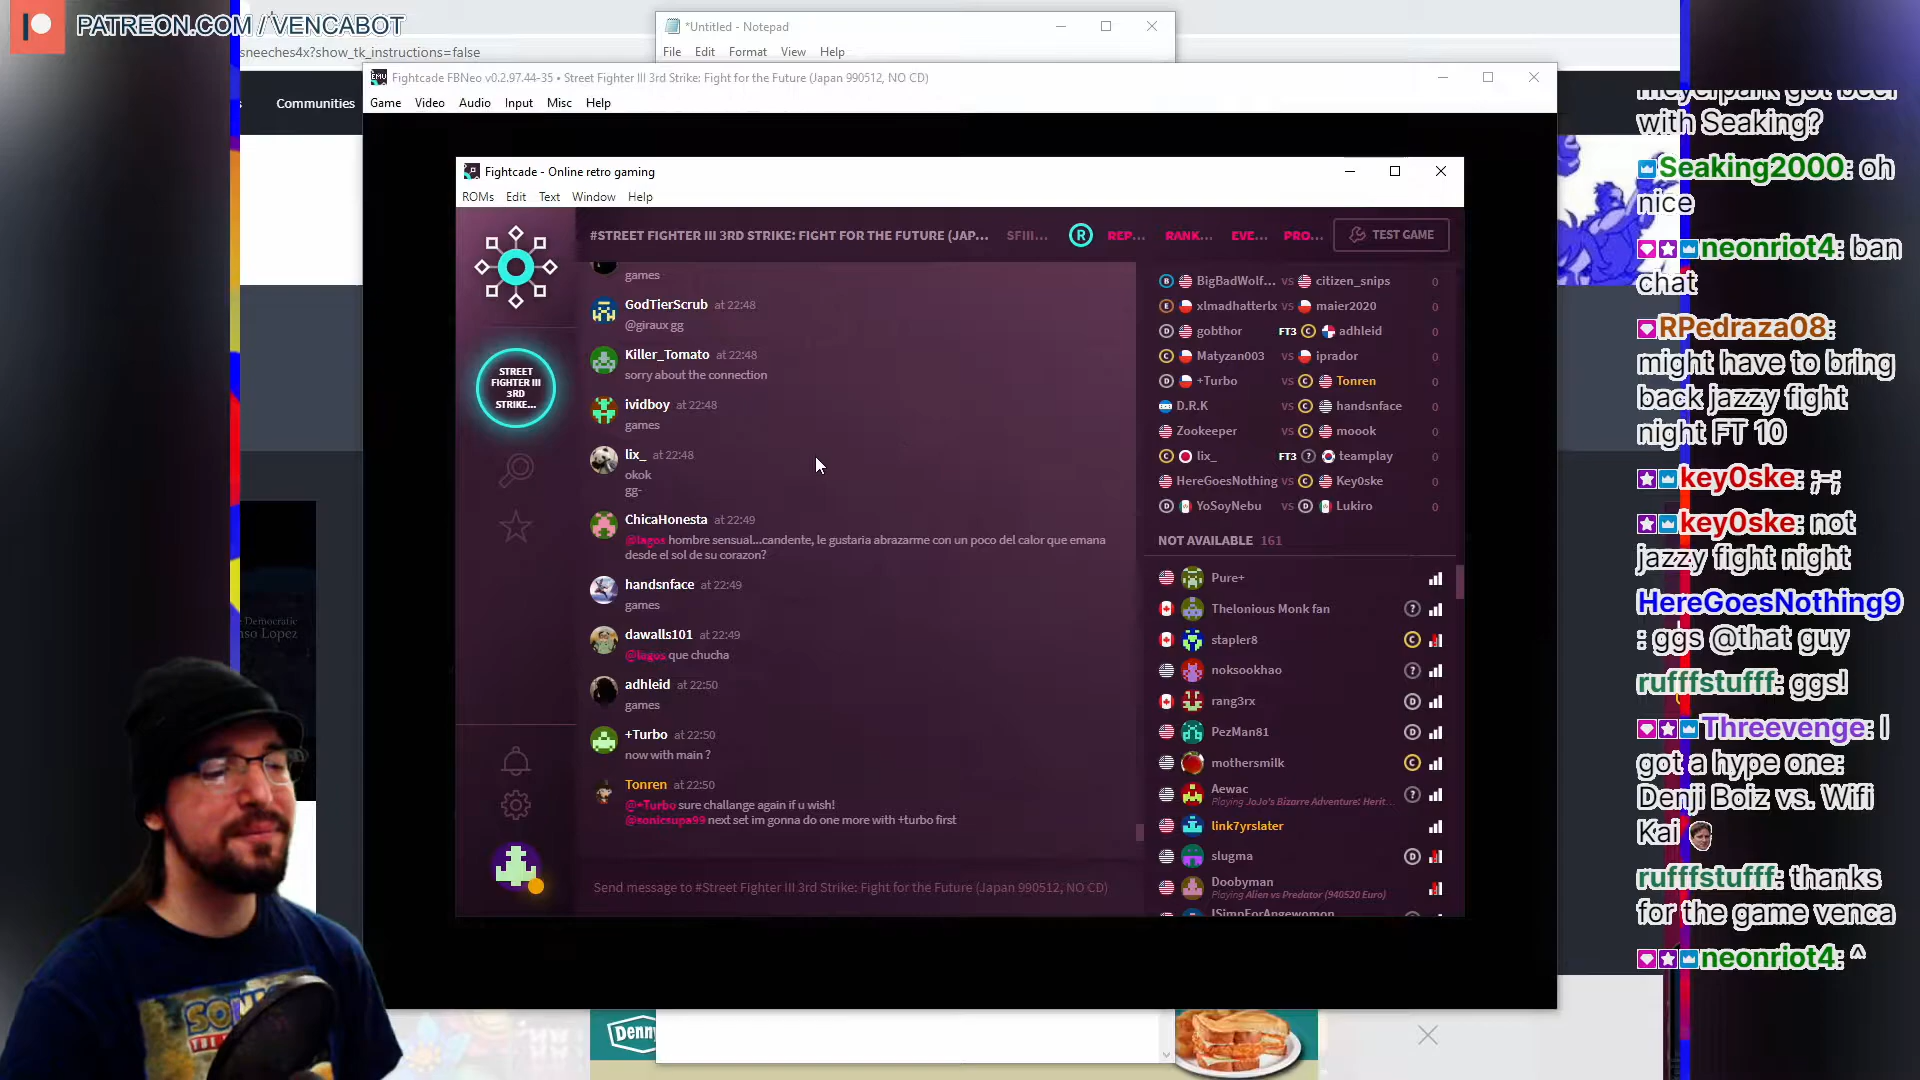 PATREON.COM / VENCABOT
*Untitled - Notepad
File Edit Format View Help
sneeches4x?show_tk_instructions=false
Communities
Fightcade FBNeo v0.2.97.44-35 • Street Fighter III 3rd Strike: Fight for the Future (Japan 990512, NO CD)
Game Video Audio Input Misc Help
Fightcade - Online retro gaming
ROMs Edit Text Window Help
#STREET FIGHTER III 3RD STRIKE: FIGHT FOR THE FUTURE (JAP... SFIII... R REP... RANK... EVE... PRO... TEST GAME
STREET
FIGHTER III
3RD
STRIKE...
games
GodTierScrub at 22:48
@giraux gg
Killer_Tomato at 22:48
sorry about the connection
ividboy at 22:48
games
lix_ at 22:48
okok
gg-
ChicaHonesta at 22:49
@lagos hombre sensual...candente, le gustaria abrazarme con un poco del calor que emana
desde el sol de su corazon?
handsnface at 22:49
games
dawalls101 at 22:49
@lagos que chucha
adhleid at 22:50
games
+Turbo at 22:50
now with main ?
Tonren at 22:50
@+Turbo sure challange again if u wish!
@sonicsupa99 next set im gonna do one more with +turbo first
Send message to #Street Fighter III 3rd Strike: Fight for the Future (Japan 990512, NO CD)
B BigBadWolf... vs citizen_snips 0
E xlmadhatterlx vs maier2020 0
D gobthor FT3 C adhleid 0
C Matyzan003 vs iprador 0
D +Turbo vs C Tonren 0
D.R.K vs C handsnface 0
Zookeeper vs C moook 0
C lix_ FT3 ? teamplay 0
HereGoesNothing vs C Key0ske 0
D YoSoyNebu vs D Lukiro 0
NOT AVAILABLE 161
Pure+
Thelonious Monk fan ?
stapler8 C
noksookhao ?
rang3rx D
PezMan81 D
mothersmilk C
Aewac ?
Playing JoJo's Bizarre Adventure: Herit...
link7yrslater
slugma D
Doobyman
Playing Alien vs Predator (940520 Euro)
ISimpForAngewomon
meyerpark got beef
with Seaking?
Seaking2000: oh
nice
neonriot4: ban
chat
RPedraza08:
might have to bring
back jazzy fight
night FT 10
key0ske: ;-;
key0ske: not
jazzy fight night
HereGoesNothing9
: ggs @that guy
rufffstufff: ggs!
Threevenge: I
got a hype one:
Denji Boiz vs. Wifi
Kai
rufffstufff: thanks
for the game venca
neonriot4: ^
Democratic
nso Lopez
SONIC
Denny